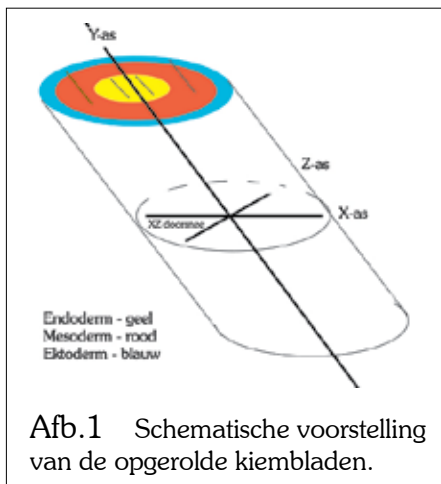 Y-as
Z-as
X-as
XZ doorsnee
Endoderm - geel
Mesoderm - rood
Ektoderm - blauw
Afb.1 Schematische voorstelling
van de opgerolde kiembladen.